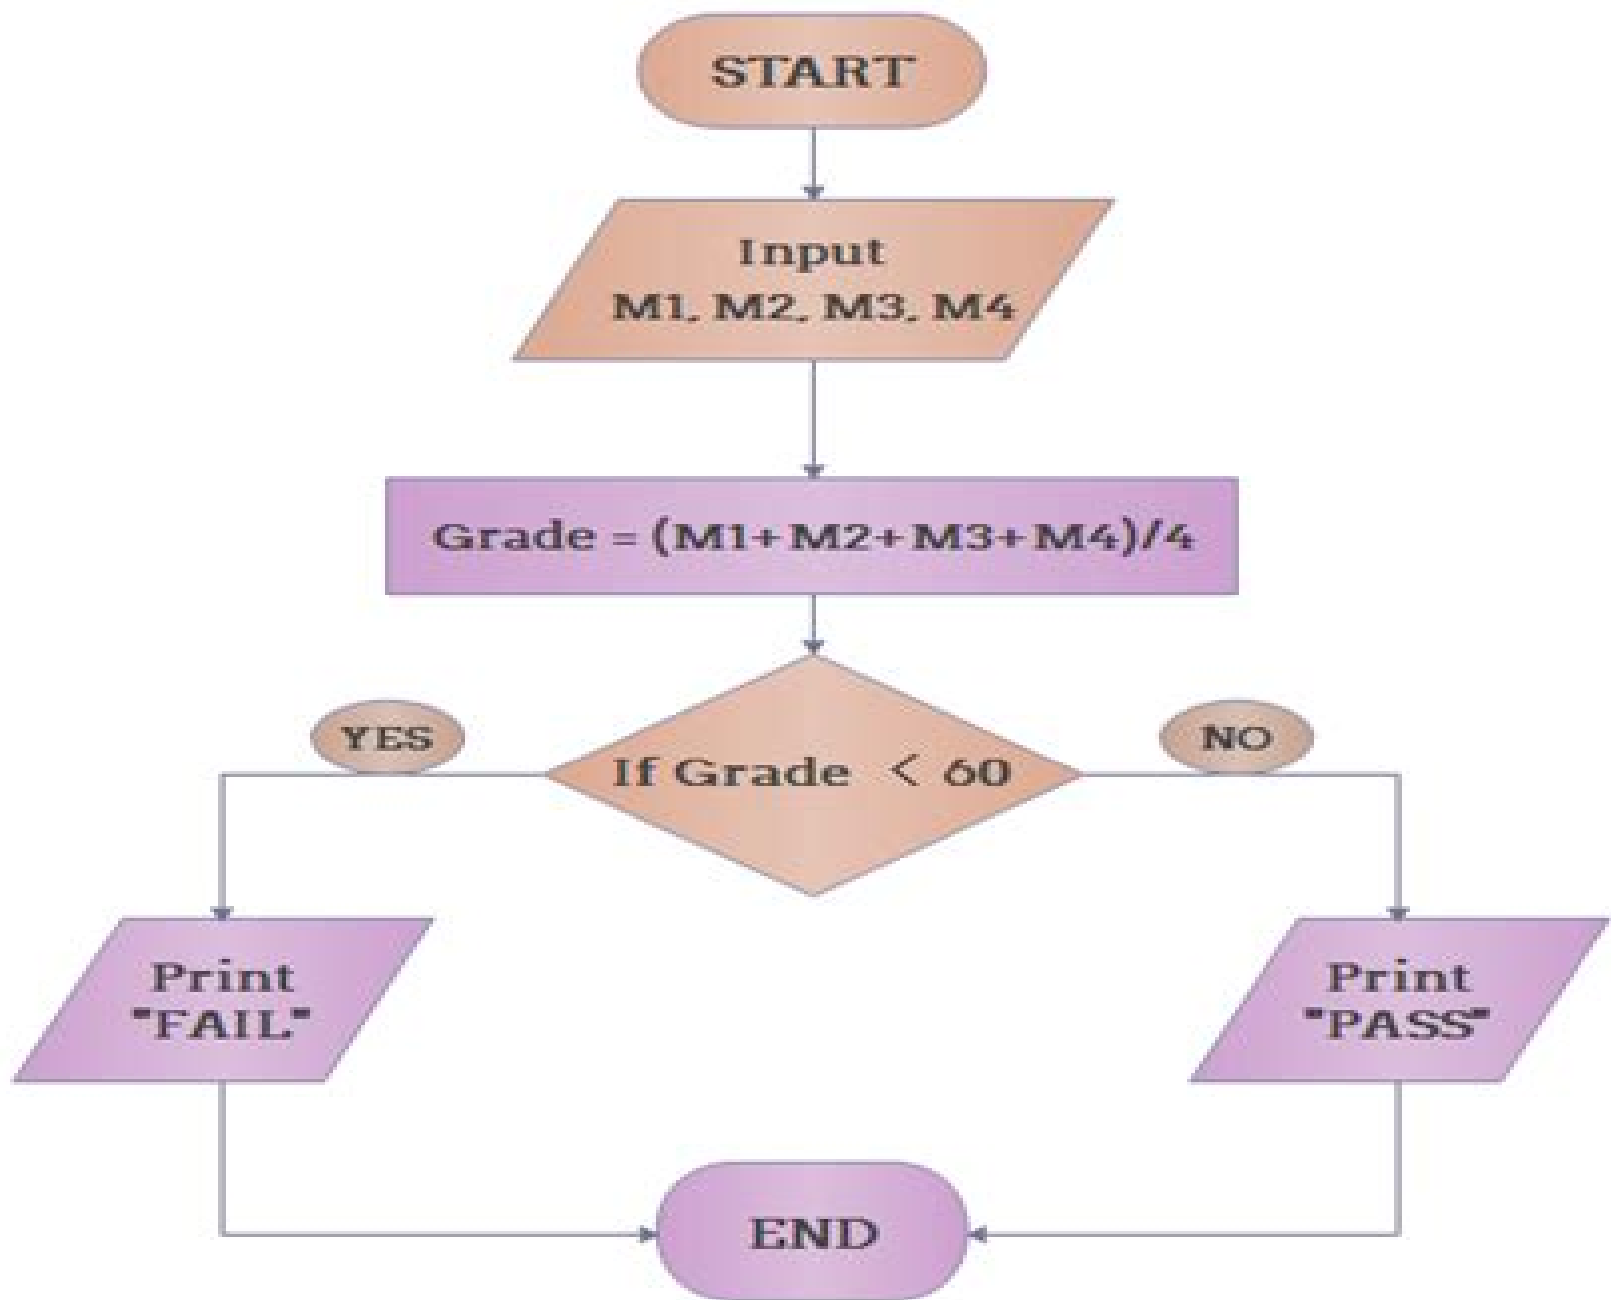 START
Input
M1, M2, M3, M4
Grade = (M1+M2+M3+M4)/4
YES
NO
If Grade < 60
Print
"FAIL"
Print
"PASS"
END